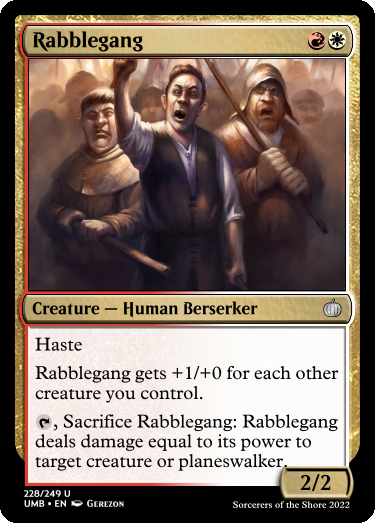 Rabblegang
Creature — Human Berserker
Haste
Rabblegang gets +1/+0 for each other
creature you control.
, Sacrifice Rabblegang: Rabblegang
deals damage equal to its power to
target creature or planeswalker.
2/2
228/249 U
UMB • EN Gerezon
Sorcerers of the Shore 2022